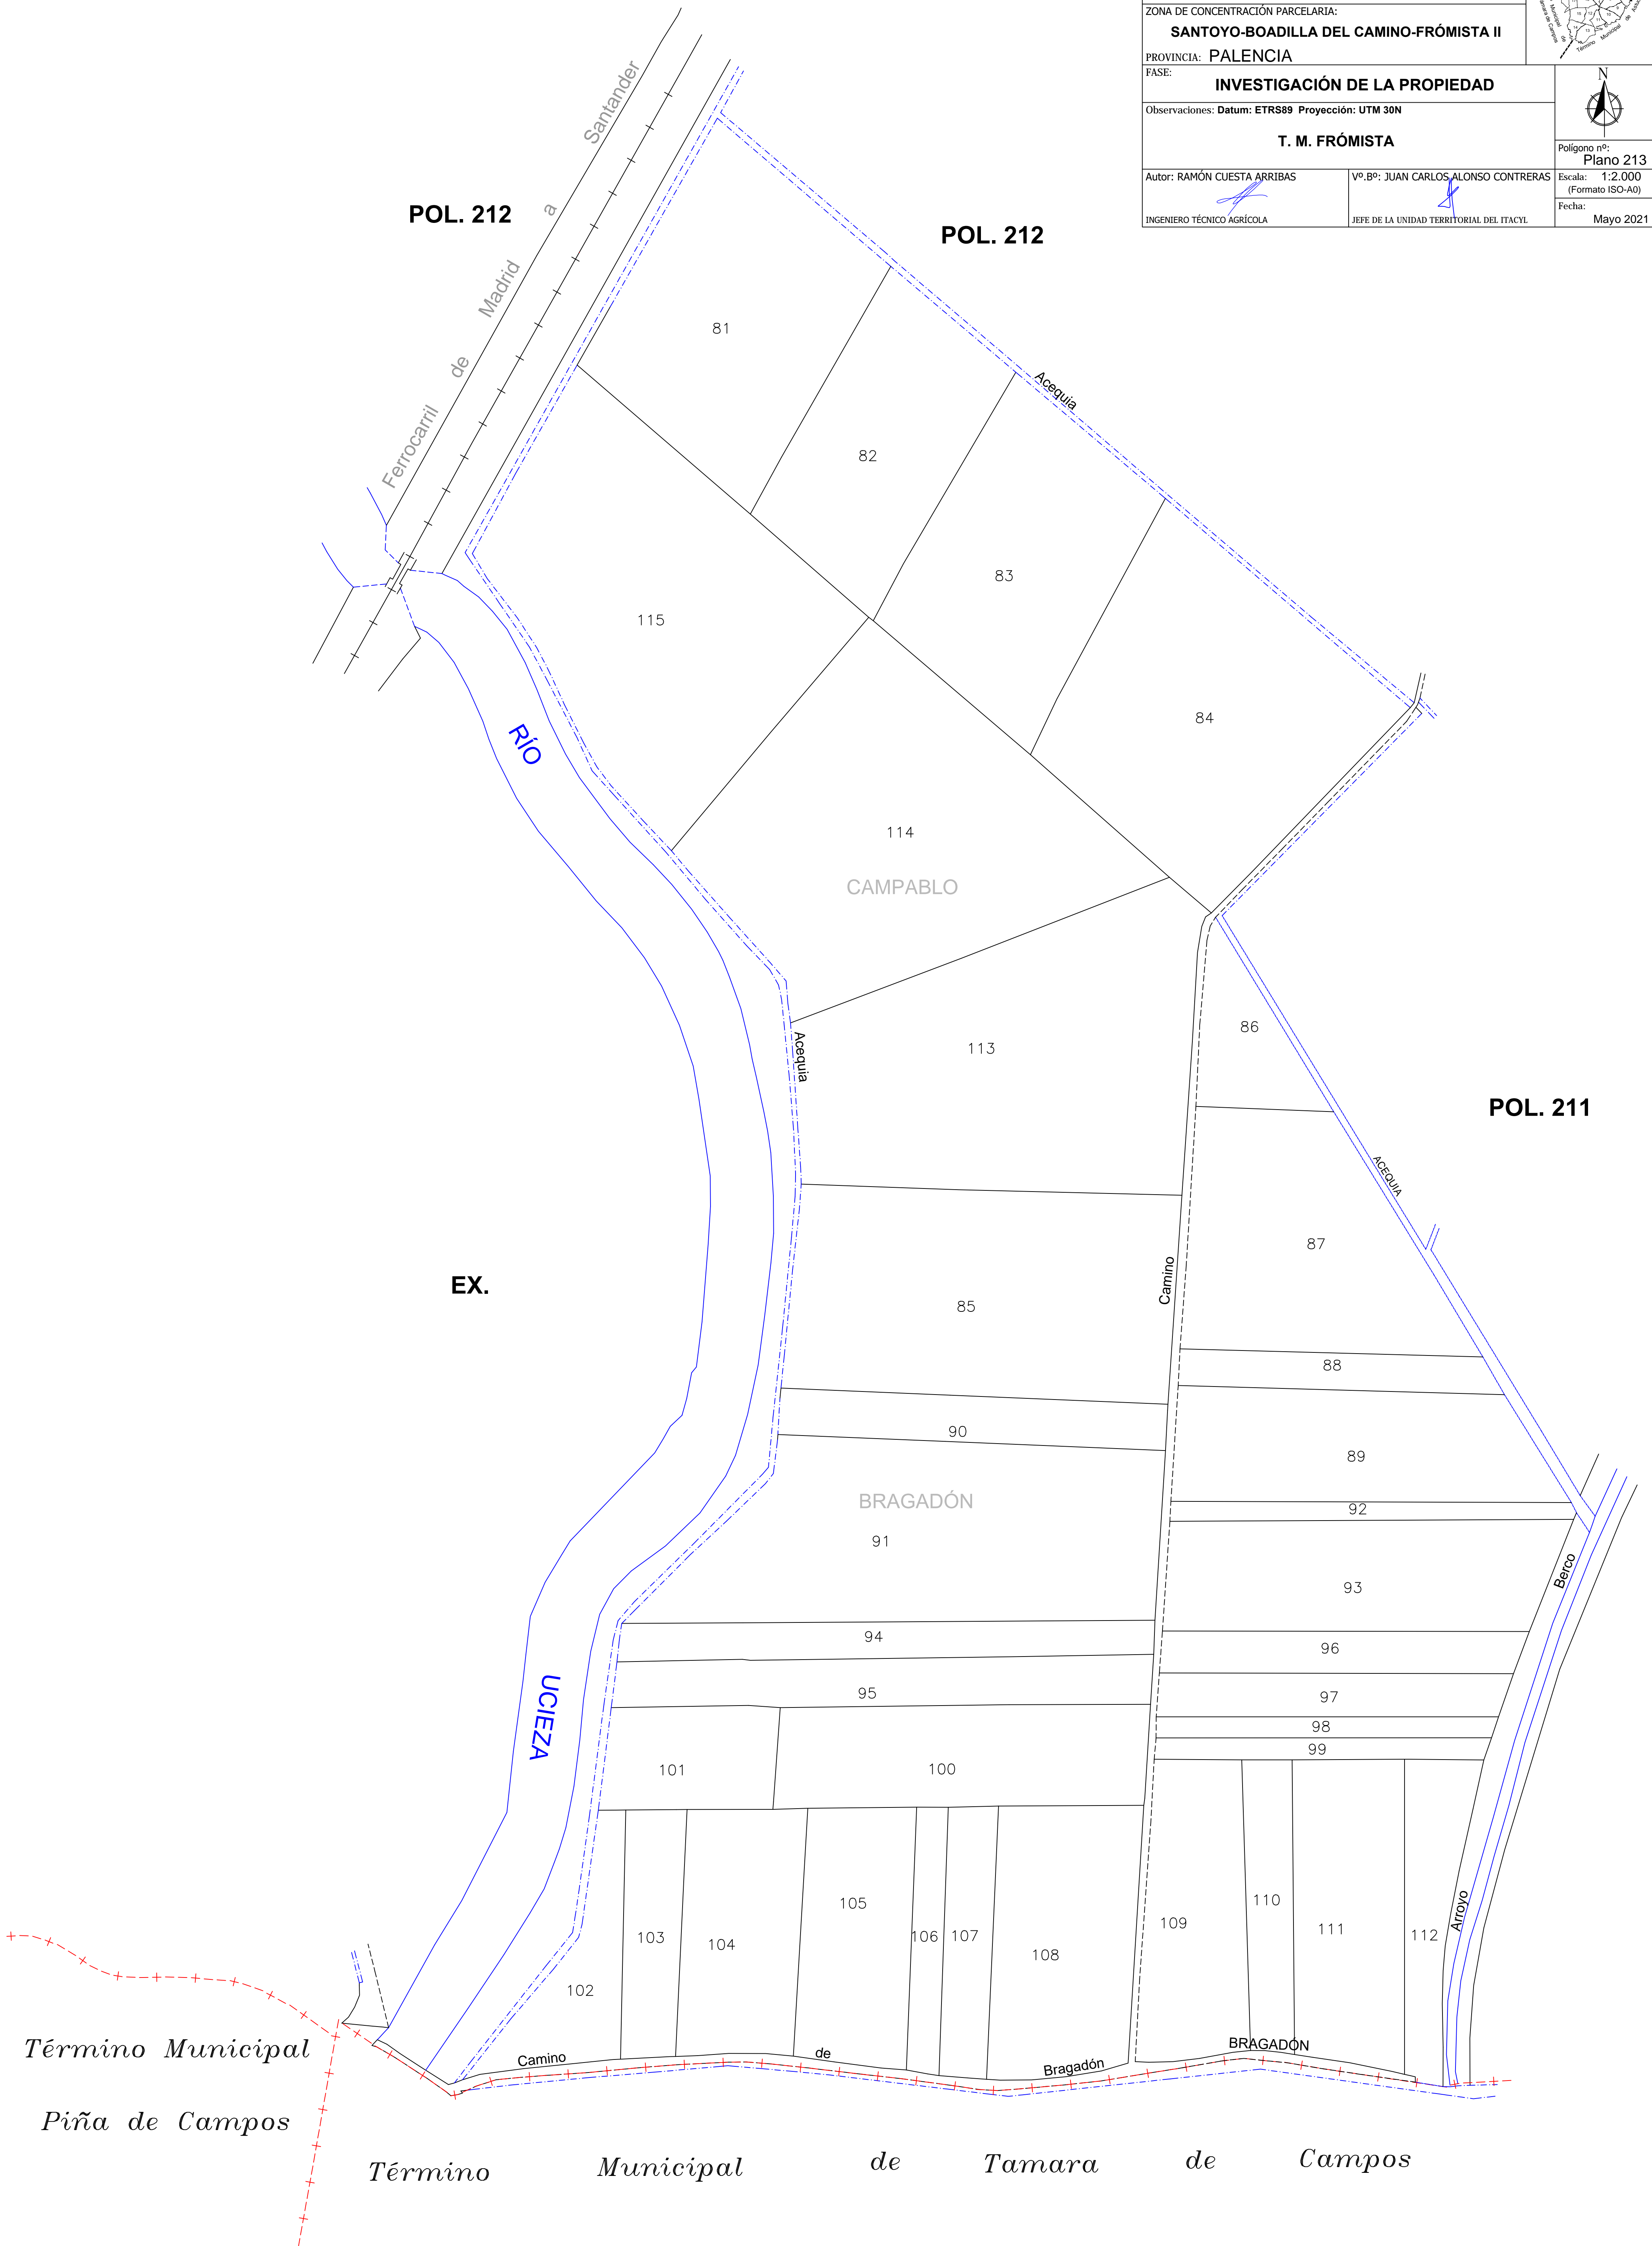 ZONA DE CONCENTRACIÓN PARCELARIA:
SANTOYO-BOADILLA DEL CAMINO-FRÓMISTA II
PROVINCIA: PALENCIA
FASE:
INVESTIGACIÓN DE LA PROPIEDAD
Observaciones: Datum: ETRS89 Proyección: UTM 30N
T. M. FRÓMISTA
N
Polígono nº:
Plano 213
Autor: RAMÓN CUESTA ARRIBAS
INGENIERO TÉCNICO AGRÍCOLA
Vº.Bº: JUAN CARLOS ALONSO CONTRERAS
JEFE DE LA UNIDAD TERRITORIAL DEL ITACYL
Escala: 1:2.000
(Formato ISO-A0)
Fecha:
Mayo 2021
Ferrocarril de Madrid a Santander
POL. 212
POL. 212
81
Acequia
82
83
115
84
RÍO
114
CAMPABLO
86
Acequia
113
POL. 211
ACEQUIA
87
Camino
EX.
85
88
90
89
BRAGADÓN
92
91
Berco
93
94
96
95
97
UCIEZA
98
99
101
100
105
110
Arroyo
109
111
103
104
106
107
112
108
102
Término Municipal
Camino de Bragadón
BRAGADÓN
Piña de Campos
Término Municipal de Tamara de Campos